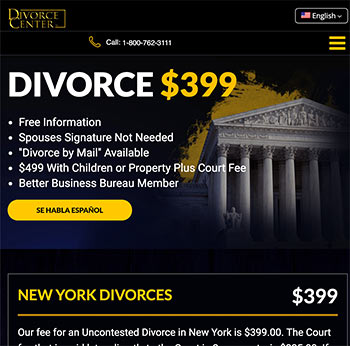 DIVORCE
CENTER
English
Call: 1-800-762-3111
DIVORCE $399
Free Information
Spouses Signature Not Needed
"Divorce by Mail" Available
$499 With Children or Property Plus Court Fee
Better Business Bureau Member
SE HABLA ESPAÑOL
NEW YORK DIVORCES $399
Our fee for an Uncontested Divorce in New York is $399.00. The Court